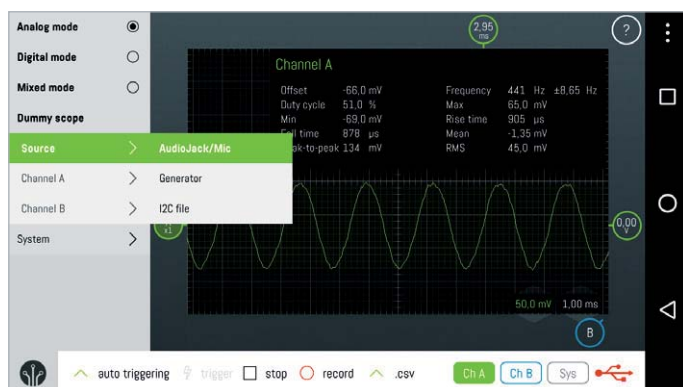 Analog mode
Digital mode
Mixed mode
Dummy scope
Source > AudioJack/Mic
Channel A > Generator
Channel B > I2C file
System >
2,95
ms
?
Channel A
Offset -66,0 mV Frequency 441 Hz ±8,65 Hz
Duty cycle 51,0 % Max 65,0 mV
Min -69,0 mV Rise time 905 µs
ll time 878 µs Mean -1,35 mV
k-to-peak 134 mV RMS 45,0 mV
x1
0,00
V
50,0 mV 1,00 ms
B
auto triggering trigger stop record .csv Ch A Ch B Sys